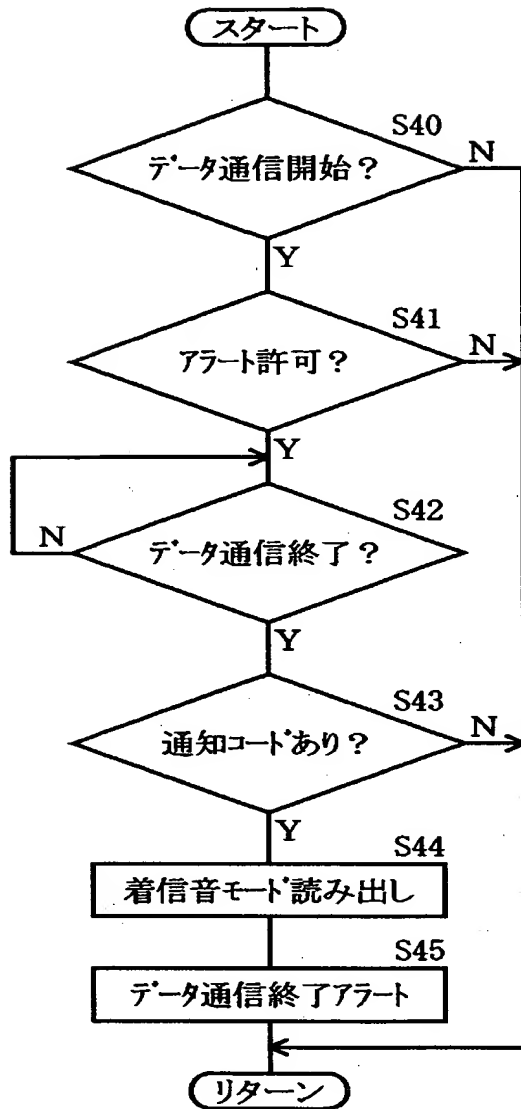 スタート
S40
データ通信開始？
N
Y
S41
アラート許可？
N
Y
S42
N
データ通信終了？
Y
S43
通知コードあり？
N
Y
S44
着信音モード読み出し
S45
データ通信終了アラート
リターン